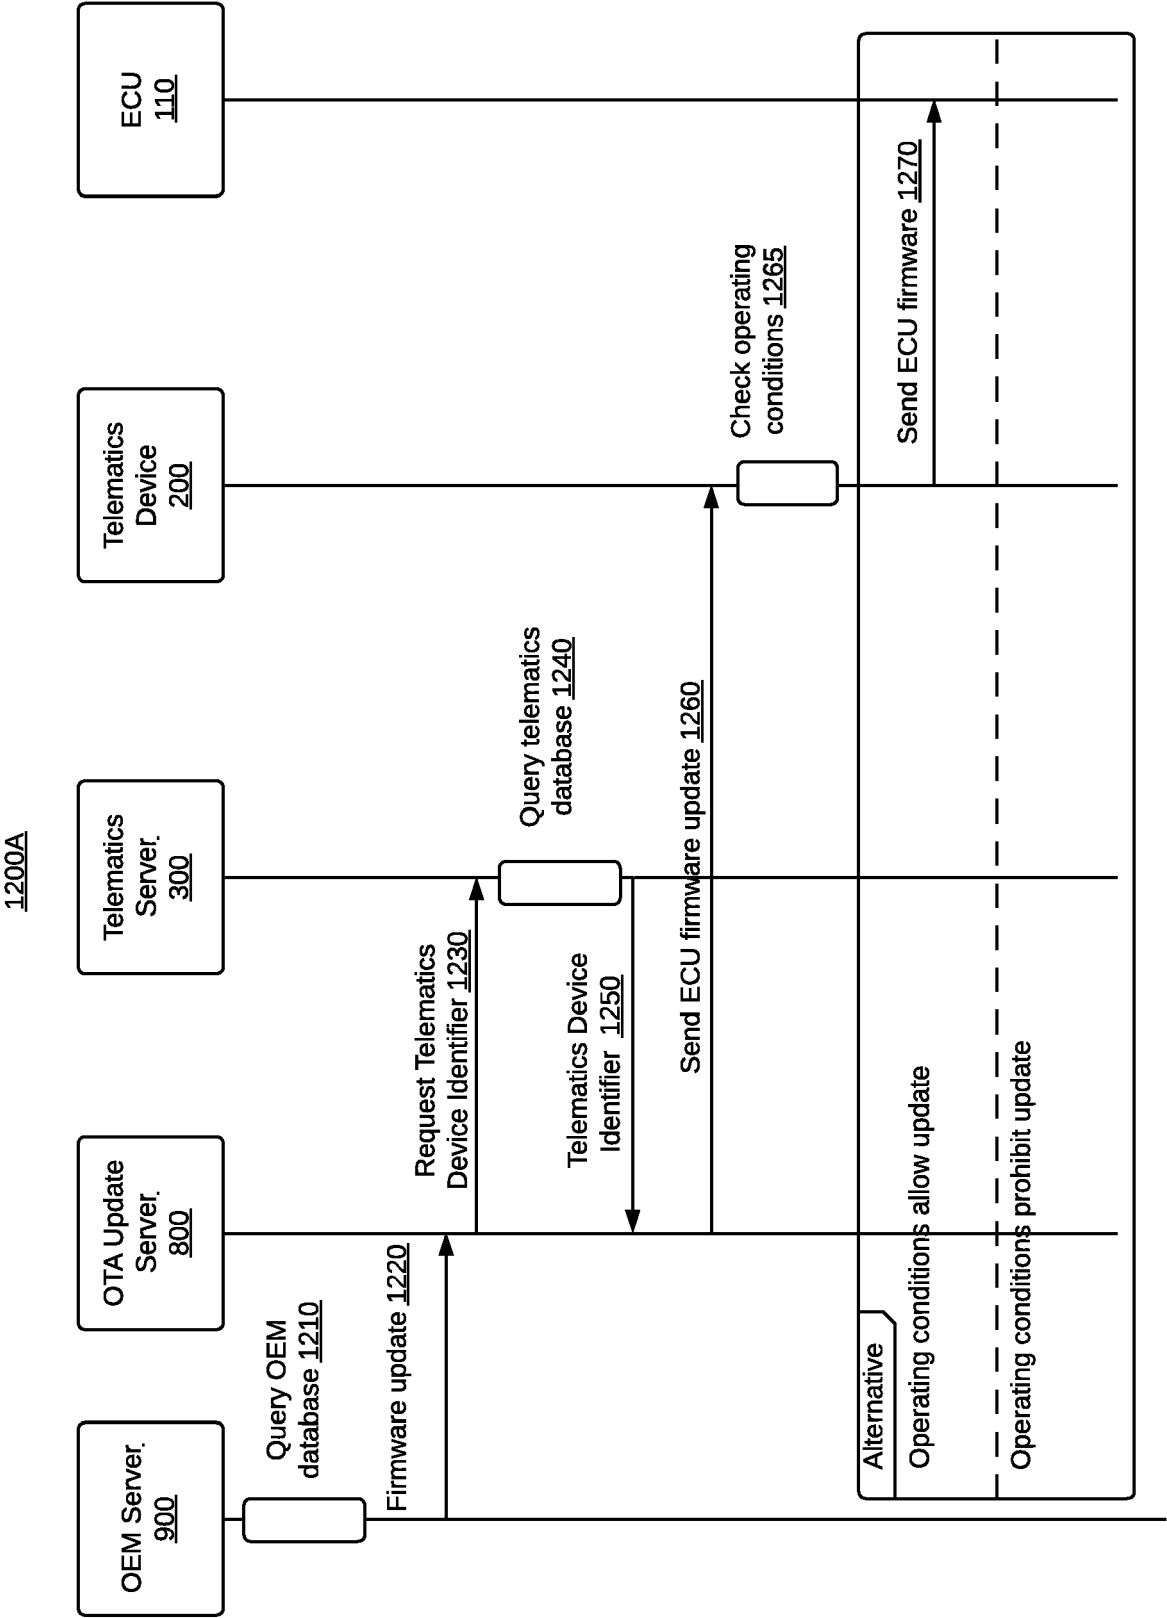 1200A
OEM Server.
900
OTA Update
Server.
800
Telematics
Server.
300
Telematics
Device
200
ECU
110
Query OEM
database 1210
Firmware update 1220
Request Telematics
Device Identifier 1230
Query telematics
database 1240
Telematics Device
Identifier 1250
Send ECU firmware update 1260
Check operating
conditions 1265
Alternative
Operating conditions allow update
Send ECU firmware 1270
Operating conditions prohibit update